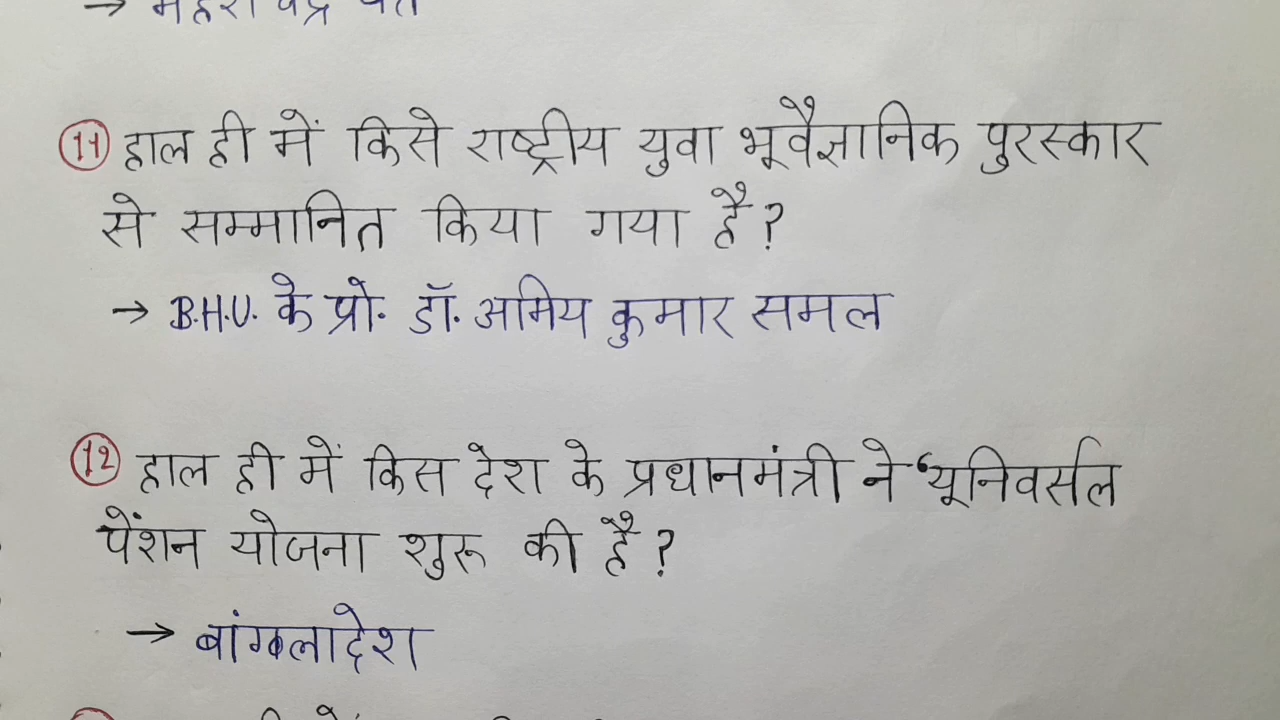 ⑪ हाल ही में किसे राष्ट्रीय युवा भूवैज्ञानिक पुरस्कार
से सम्मानित किया गया है?
→ B.H.U. के प्रो. डॉ. अमिय कुमार समल
⑫ हाल ही में किस देश के प्रधानमंत्री ने ‘यूनिवर्सल
पेंशन योजना शुरू की है?
→ बांग्लादेश